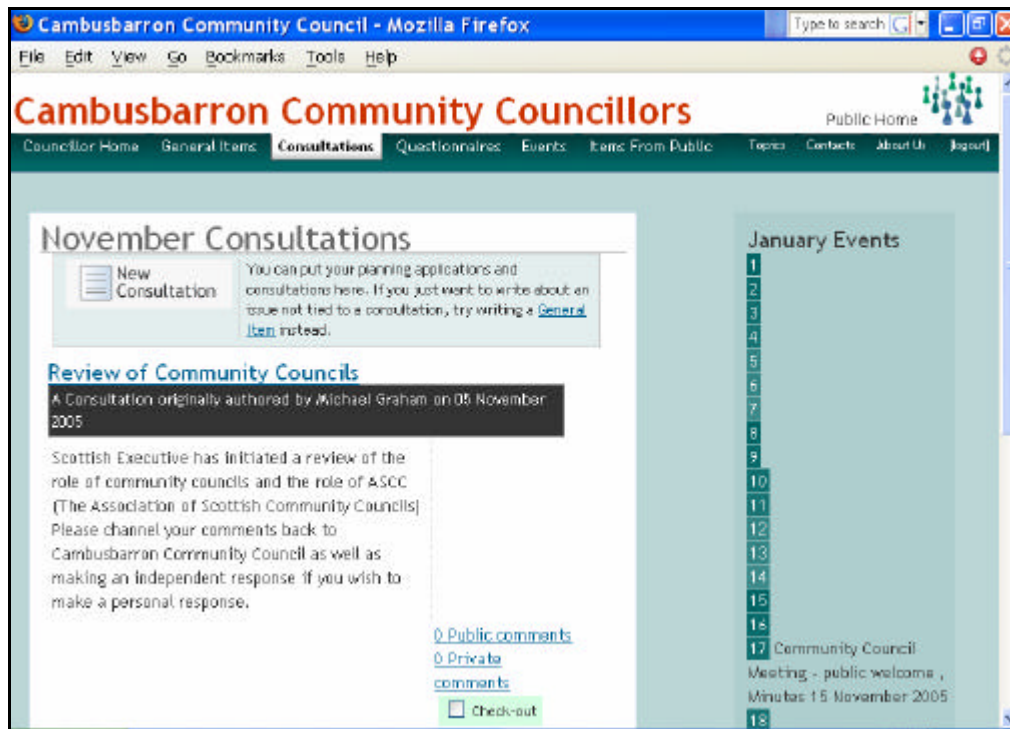 Cambusbarron Community Council - Mozilla Firefox
Type to search
File Edit View Go Bookmarks Tools Help
Cambusbarron Community Councillors
Public Home
Councillor Home General Items Consultations Questionnaires Events Items From Public Topics Contacts About Us [logout]
November Consultations
New
Consultation
You can put your planning applications and
consultations here. If you just want to write about an
issue not tied to a consultation, try writing a General
Item instead.
Review of Community Councils
A Consultation originally authored by Michael Graham on 05 November
2005
Scottish Executive has initiated a review of the
role of community councils and the role of ASCC
(The Association of Scottish Community Councils)
Please channel your comments back to
Cambusbarron Community Council as well as
making an independent response if you wish to
make a personal response.
0 Public comments
0 Private
comments
Check-out
January Events
1
2
3
4
5
6
7
8
9
10
11
12
13
14
15
16
17 Community Council
Meeting - public welcome ,
Minutes 15 November 2005
18